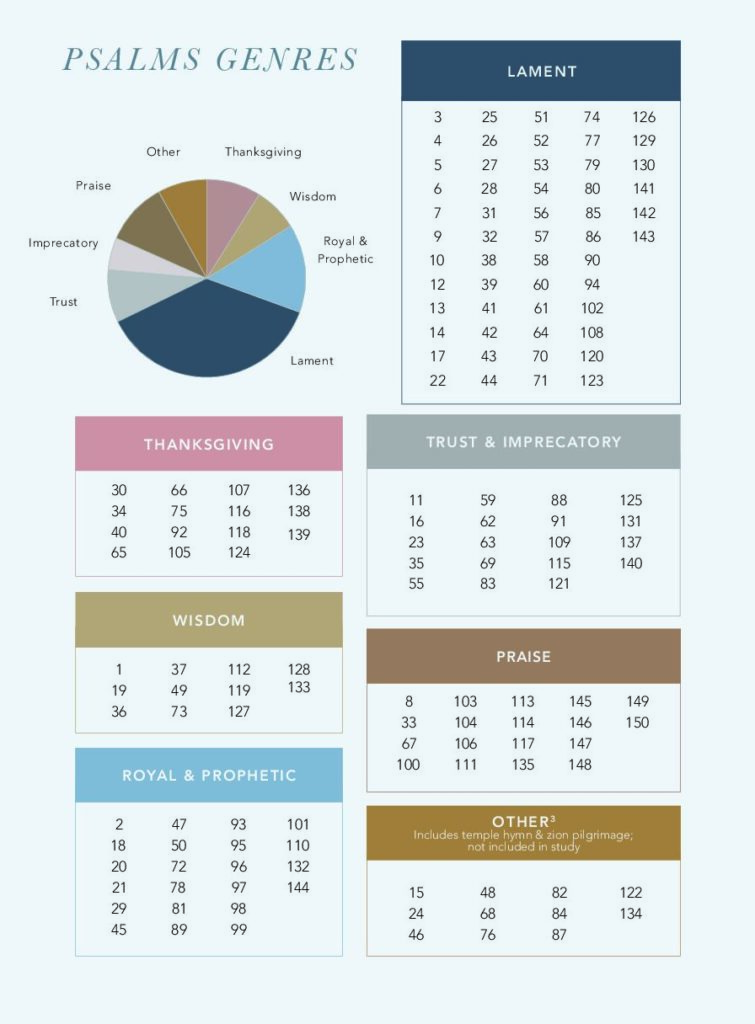 PSALMS GENRES
Other
Thanksgiving
Praise
Wisdom
Imprecatory
Royal &
Prophetic
Trust
Lament
LAMENT
3 25 51 74 126
4 26 52 77 129
5 27 53 79 130
6 28 54 80 141
7 31 56 85 142
9 32 57 86 143
10 38 58 90
12 39 60 94
13 41 61 102
14 42 64 108
17 43 70 120
22 44 71 123
THANKSGIVING
30 66 107 136
34 75 116 138
40 92 118 139
65 105 124
TRUST & IMPRECATORY
11 59 88 125
16 62 91 131
23 63 109 137
35 69 115 140
55 83 121
WISDOM
1 37 112 128
19 49 119 133
36 73 127
PRAISE
8 103 113 145 149
33 104 114 146 150
67 106 117 147
100 111 135 148
ROYAL & PROPHETIC
2 47 93 101
18 50 95 110
20 72 96 132
21 78 97 144
29 81 98
45 89 99
OTHER³
Includes temple hymn & zion pilgrimage;
not included in study
15 48 82 122
24 68 84 134
46 76 87